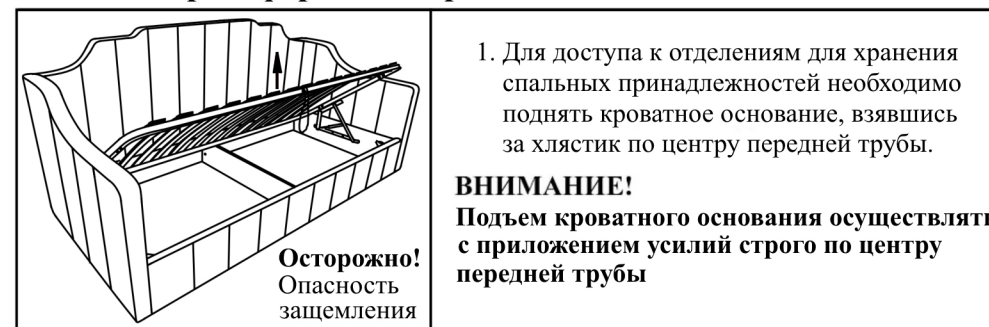 Осторожно!
Опасность
защемления
1. Для доступа к отделениям для хранения
спальных принадлежностей необходимо
поднять кроватное основание, взявшись
за хлястик по центру передней трубы.
ВНИМАНИЕ!
Подъем кроватного основания осуществлять
с приложением усилий строго по центру
передней трубы